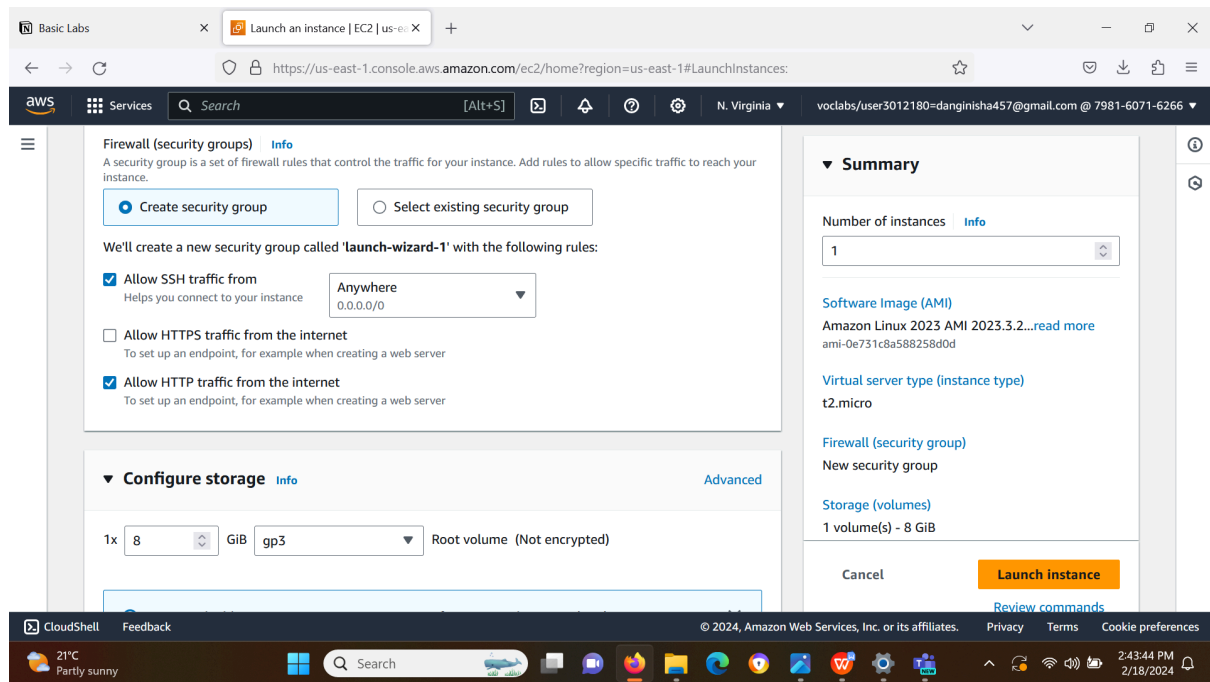 Basic Labs
Launch an instance | EC2 | us-ea
https://us-east-1.console.aws.amazon.com/ec2/home?region=us-east-1#LaunchInstances:
aws
Services
Search [Alt+S]
N. Virginia
voclabs/user3012180=danginisha457@gmail.com @ 7981-6071-6266
Firewall (security groups) Info
A security group is a set of firewall rules that control the traffic for your instance. Add rules to allow specific traffic to reach your
instance.
Create security group
Select existing security group
We'll create a new security group called 'launch-wizard-1' with the following rules:
Allow SSH traffic from
Helps you connect to your instance
Anywhere
0.0.0.0/0
Allow HTTPS traffic from the internet
To set up an endpoint, for example when creating a web server
Allow HTTP traffic from the internet
To set up an endpoint, for example when creating a web server
Configure storage Info
Advanced
1x 8 GiB gp3 Root volume (Not encrypted)
Summary
Number of instances Info
1
Software Image (AMI)
Amazon Linux 2023 AMI 2023.3.2...read more
ami-0e731c8a588258d0d
Virtual server type (instance type)
t2.micro
Firewall (security group)
New security group
Storage (volumes)
1 volume(s) - 8 GiB
Cancel
Launch instance
Review commands
CloudShell Feedback
© 2024, Amazon Web Services, Inc. or its affiliates. Privacy Terms Cookie preferences
21°C
Partly sunny
Search
NEW
2:43:44 PM
2/18/2024